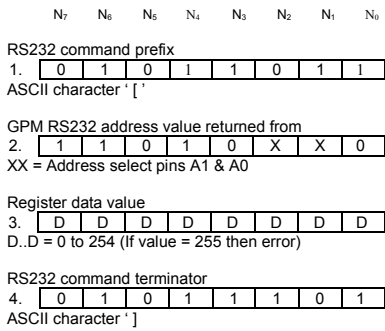 N₇ N₆ N₅ N₄ N₃ N₂ N₁ N₀
RS232 command prefix
1. 0 1 0 1 1 0 1 1
ASCII character ‘ [ ’
GPM RS232 address value returned from
2. 1 1 0 1 0 X X 0
XX = Address select pins A1 & A0
Register data value
3. D D D D D D D D
D..D = 0 to 254 (If value = 255 then error)
RS232 command terminator
4. 0 1 0 1 1 1 0 1
ASCII character ‘ ]